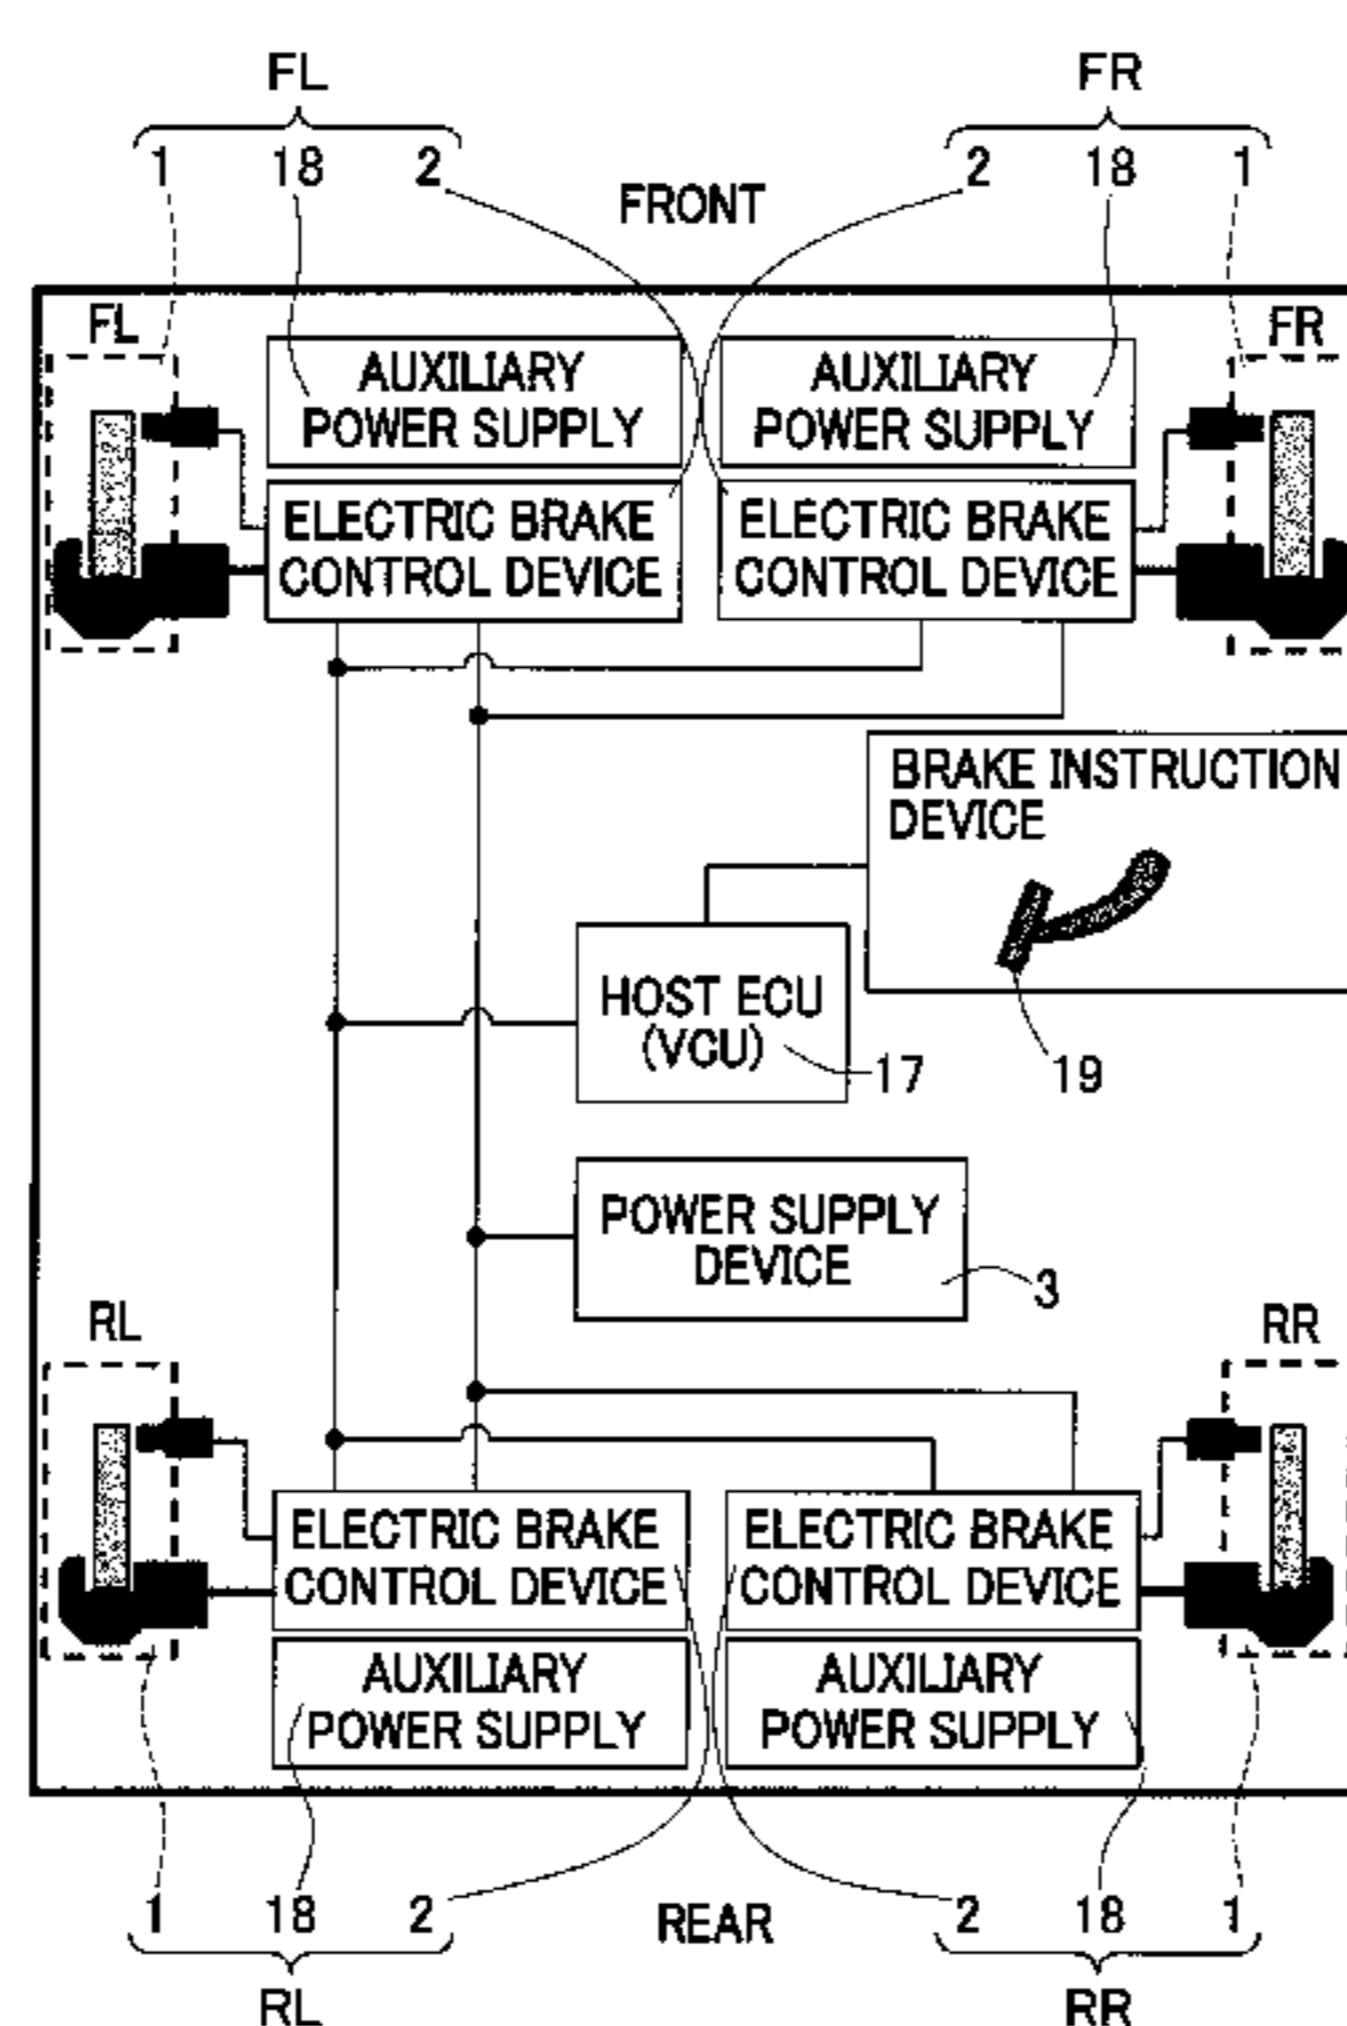 FL FR
1 18 2 2 18 1
FRONT
FL FR
AUXILIARY AUXILIARY
POWER SUPPLY POWER SUPPLY
ELECTRIC BRAKE ELECTRIC BRAKE
CONTROL DEVICE CONTROL DEVICE
BRAKE INSTRUCTION
DEVICE
HOST ECU
(VCU)
17 19
POWER SUPPLY
DEVICE
3
RL RR
ELECTRIC BRAKE ELECTRIC BRAKE
CONTROL DEVICE CONTROL DEVICE
AUXILIARY AUXILIARY
POWER SUPPLY POWER SUPPLY
1 18 2 REAR 2 18 1
RL RR